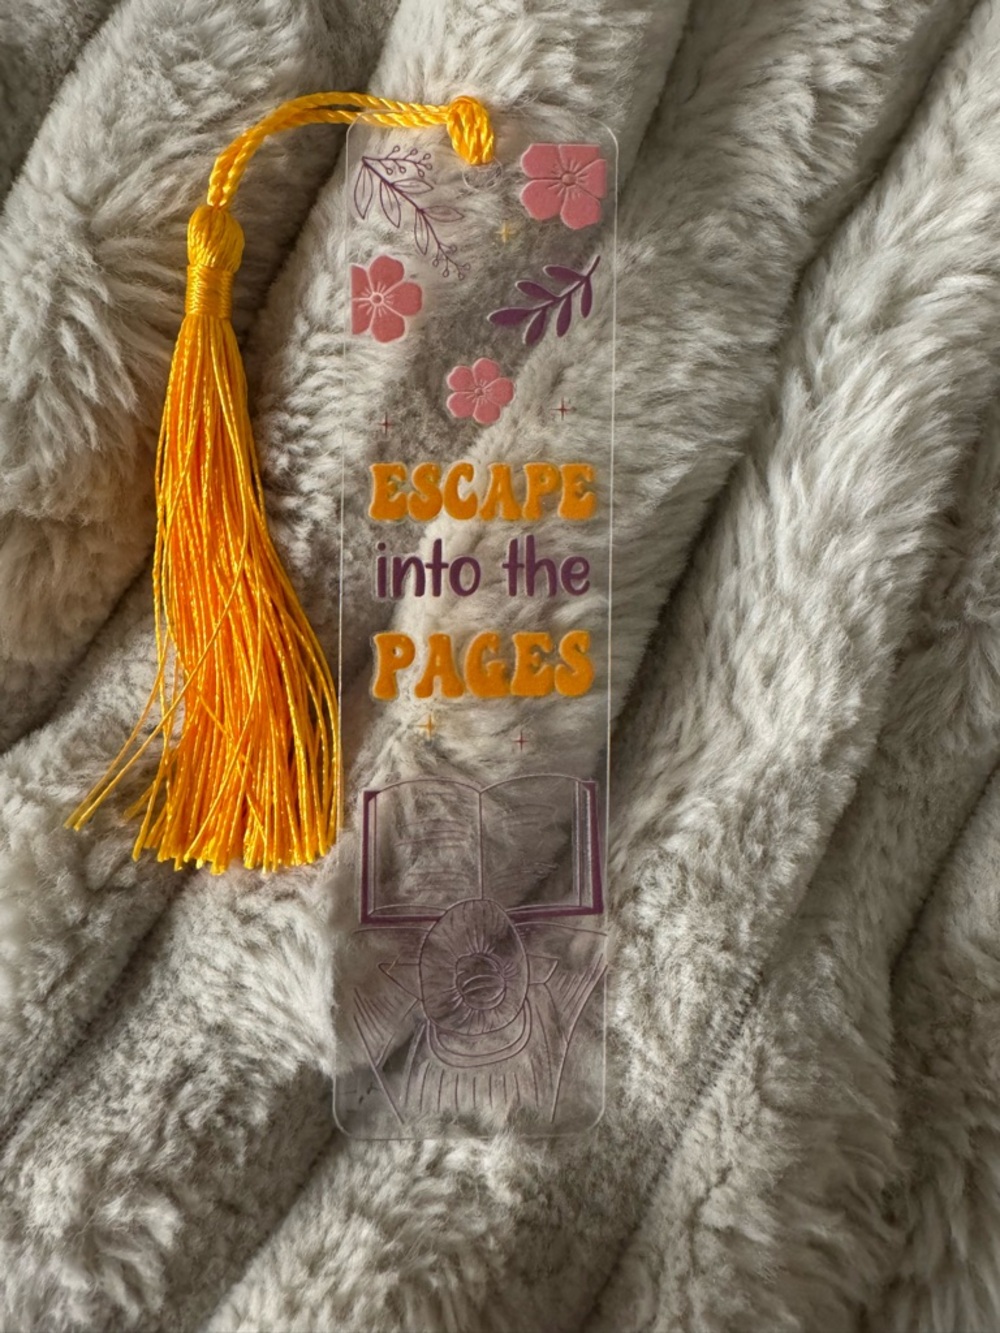 ESCAPE
into the
PAGES